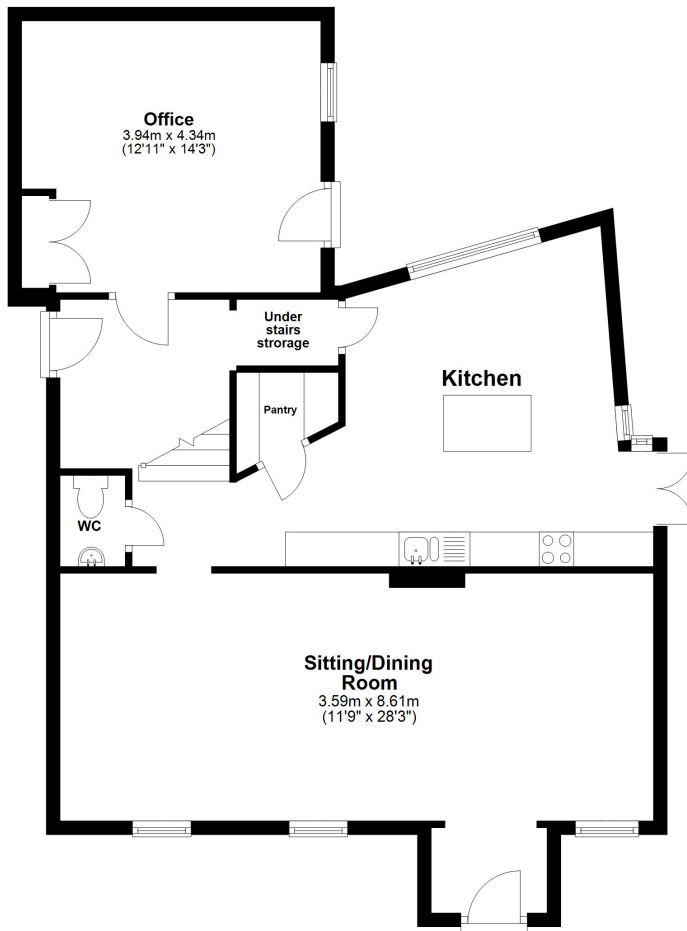 Office
3.94m x 4.34m
(12'11" x 14'3")
Under
stairs
strorage
Kitchen
Pantry
WC
Sitting/Dining
Room
3.59m x 8.61m
(11'9" x 28'3")